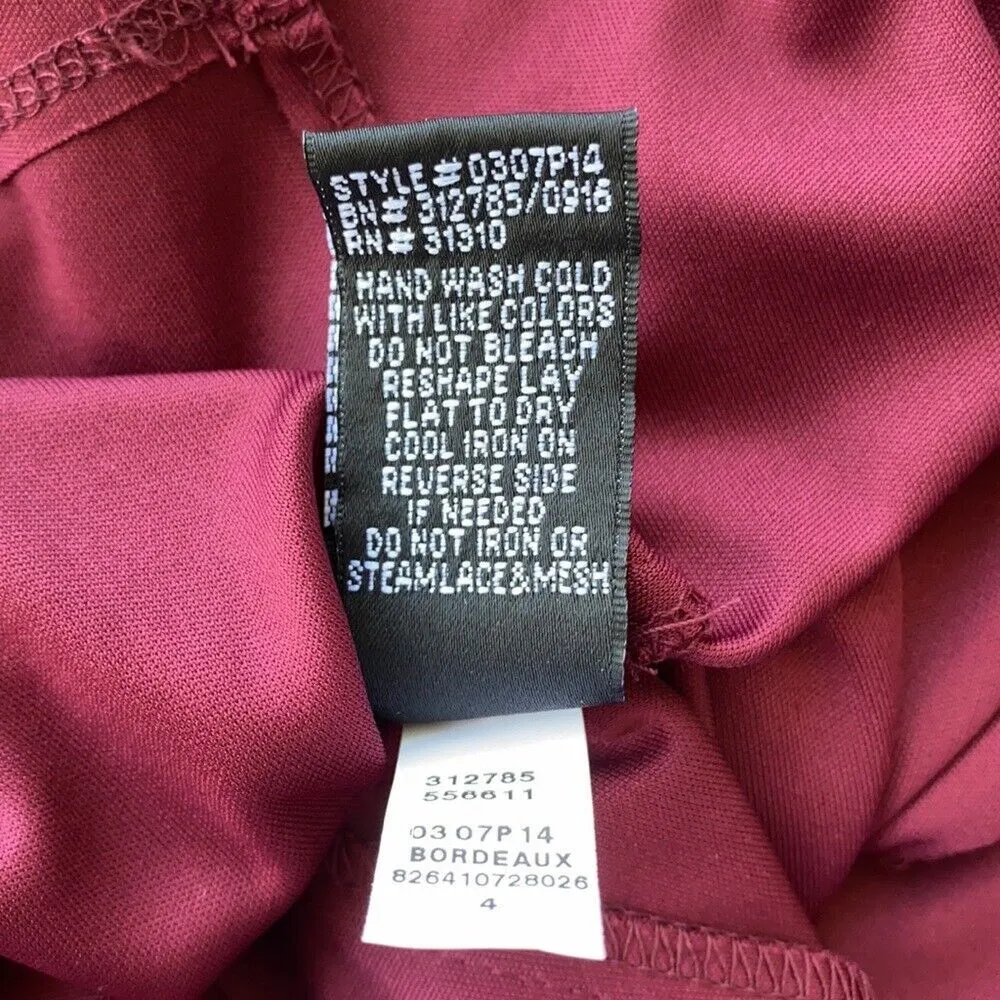 STYLE # 0307P14
BN# 312785/0916
RN# 31310
HAND WASH COLD
WITH LIKE COLORS
DO NOT BLEACH
RESHAPE LAY
FLAT TO DRY
COOL IRON ON
REVERSE SIDE
IF NEEDED
DO NOT IRON OR
STEAM LACE & MESH
312785
556611
0307P14
BORDEAUX
826410728026
4